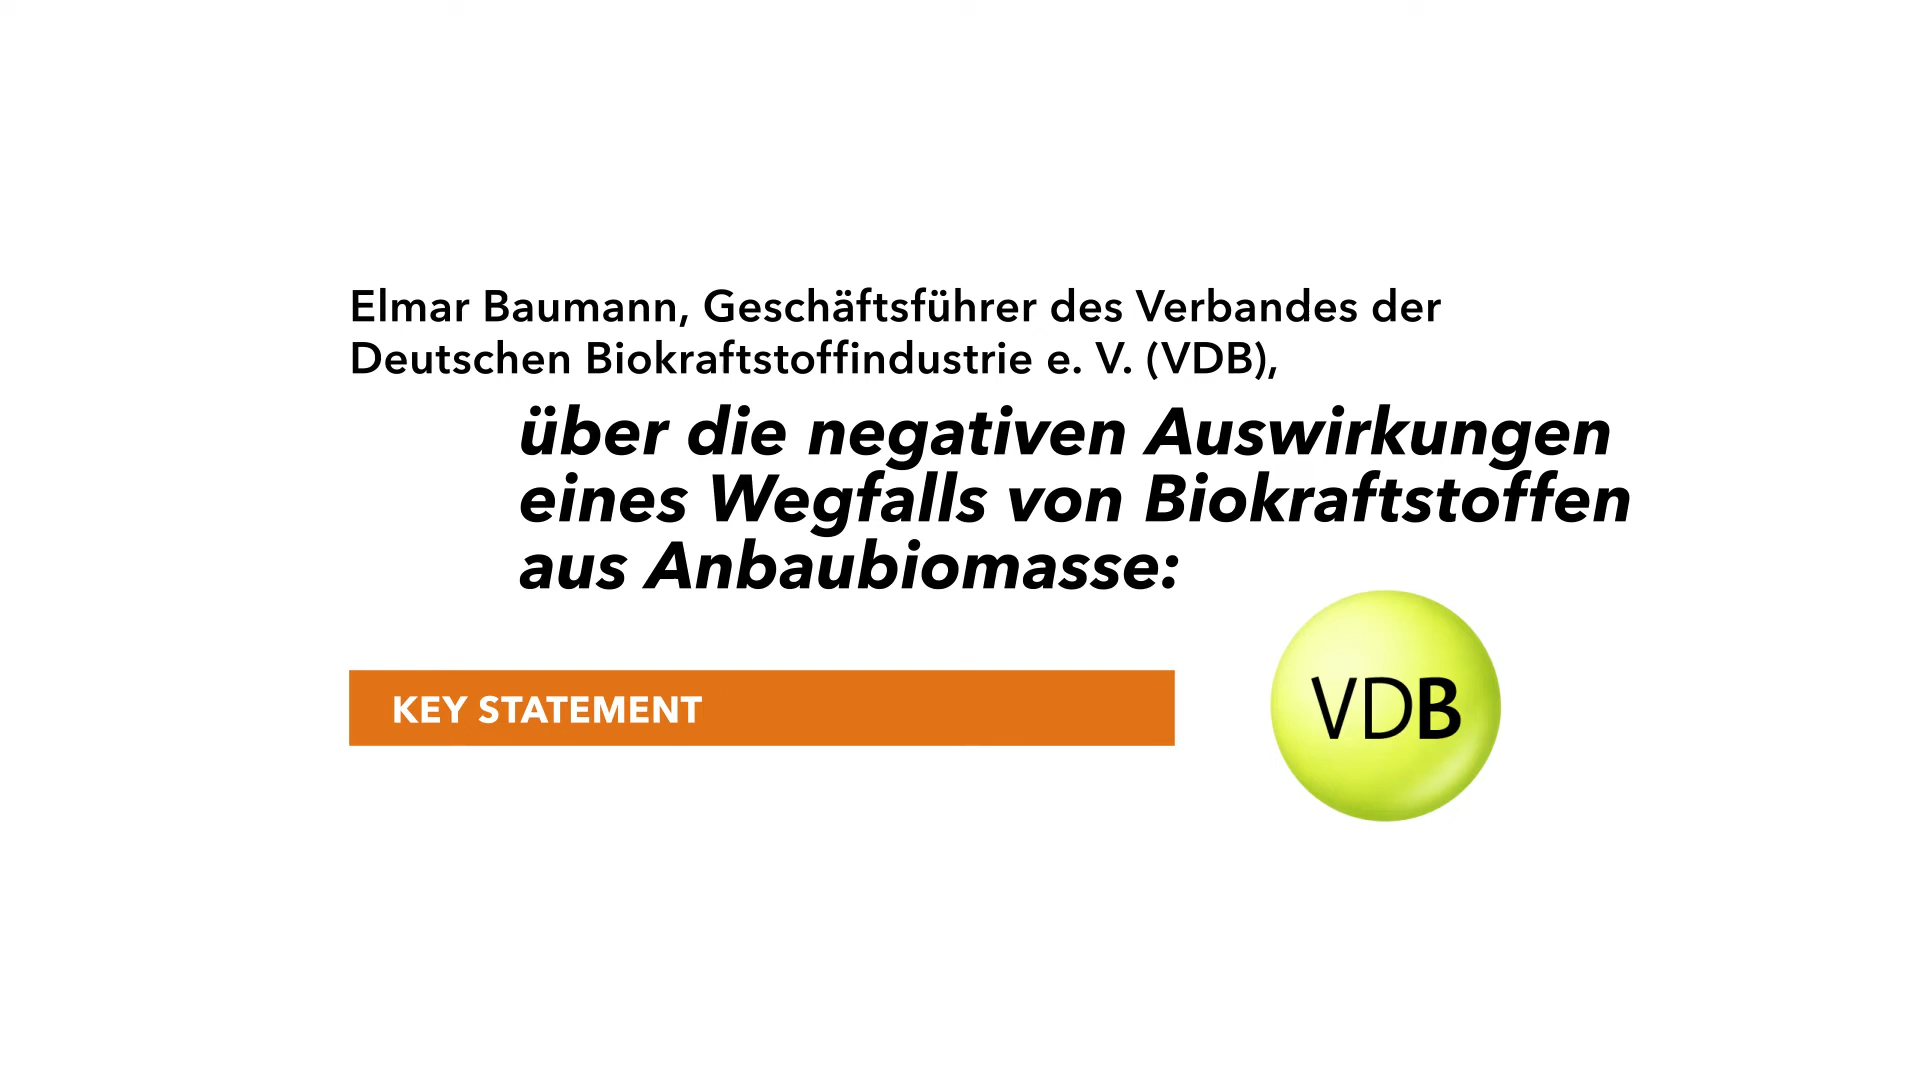 Elmar Baumann, Geschäftsführer des Verbandes der
Deutschen Biokraftstoffindustrie e. V. (VDB),
über die negativen Auswirkungen
eines Wegfalls von Biokraftstoffen
aus Anbaubiomasse:
KEY STATEMENT
VDB